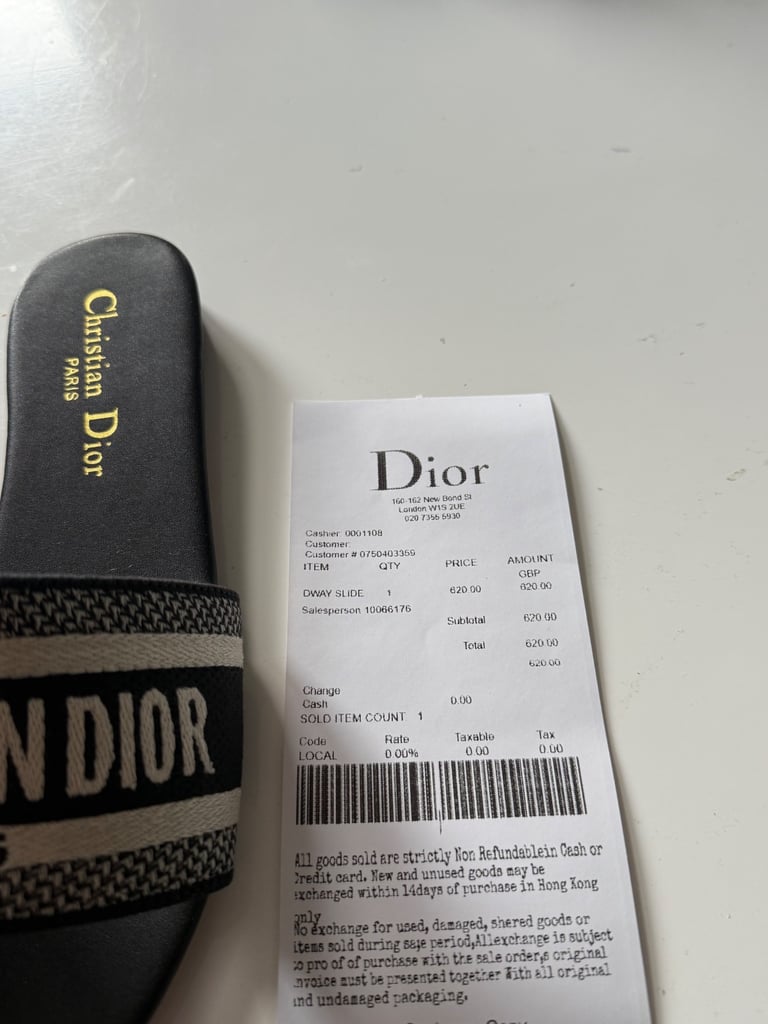 Christian Dior
PARIS
N DIOR
Dior
160-162 New Bond St
London W1S 2UE
020 7355 5930
Cashier: 0001108
Customer:
Customer # 0750403359
ITEM QTY PRICE AMOUNT
GBP
DWAY SLIDE 1 620.00 620.00
Salesperson 10066176
Subtotal 620.00
Total 620.00
620.00
Change
Cash 0.00
SOLD ITEM COUNT 1
Code Rate Taxable Tax
LOCAL 0.00% 0.00 0.00
All goods sold are strictly Non Refundablein Cash or
Credit card. New and unused goods may be
exchanged within 14days of purchase in Hong Kong
only
No exchange for used, damaged, shered goods or
items sold during saje period,Allexchange is subject
to pro of of purchase with the sale order,s original
invoice must be presented together With all original
and undamaged packaging.